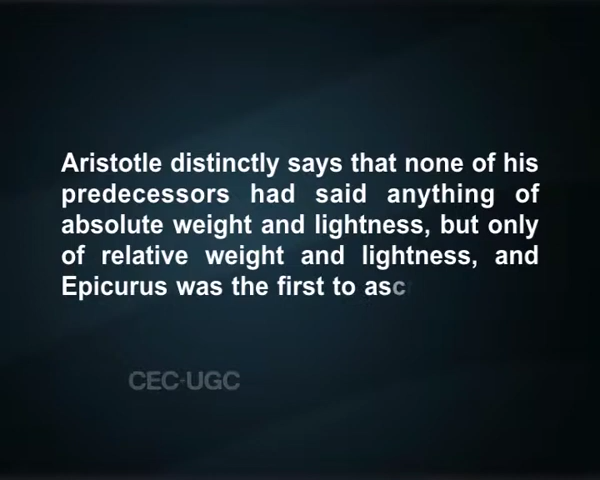 Aristotle distinctly says that none of his
predecessors had said anything of
absolute weight and lightness, but only
of relative weight and lightness, and
Epicurus was the first to asc
CEC-UGC